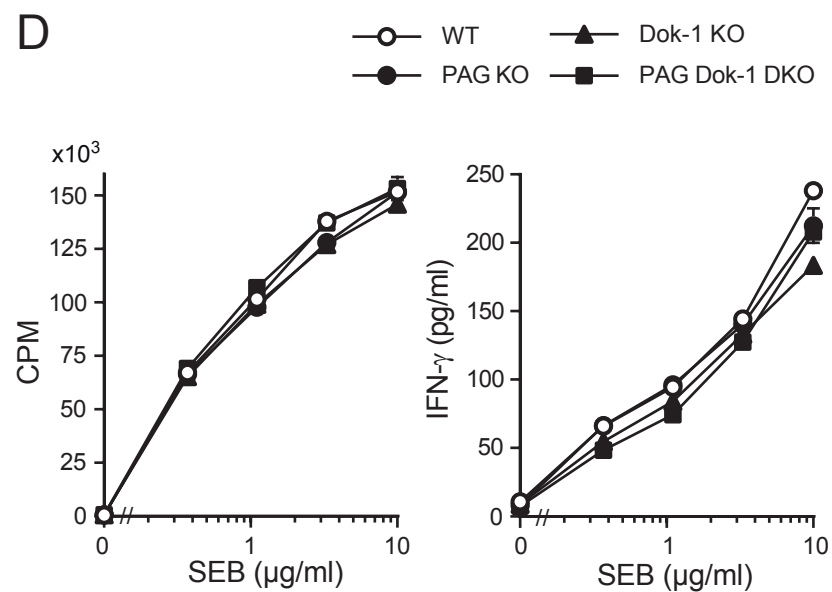 D
WT
Dok-1 KO
PAG KO
PAG Dok-1 DKO
x10³
150
125
100
75
50
25
0
CPM
0
1
10
SEB (µg/ml)
250
200
150
100
50
0
IFN-γ (pg/ml)
0
1
10
SEB (µg/ml)